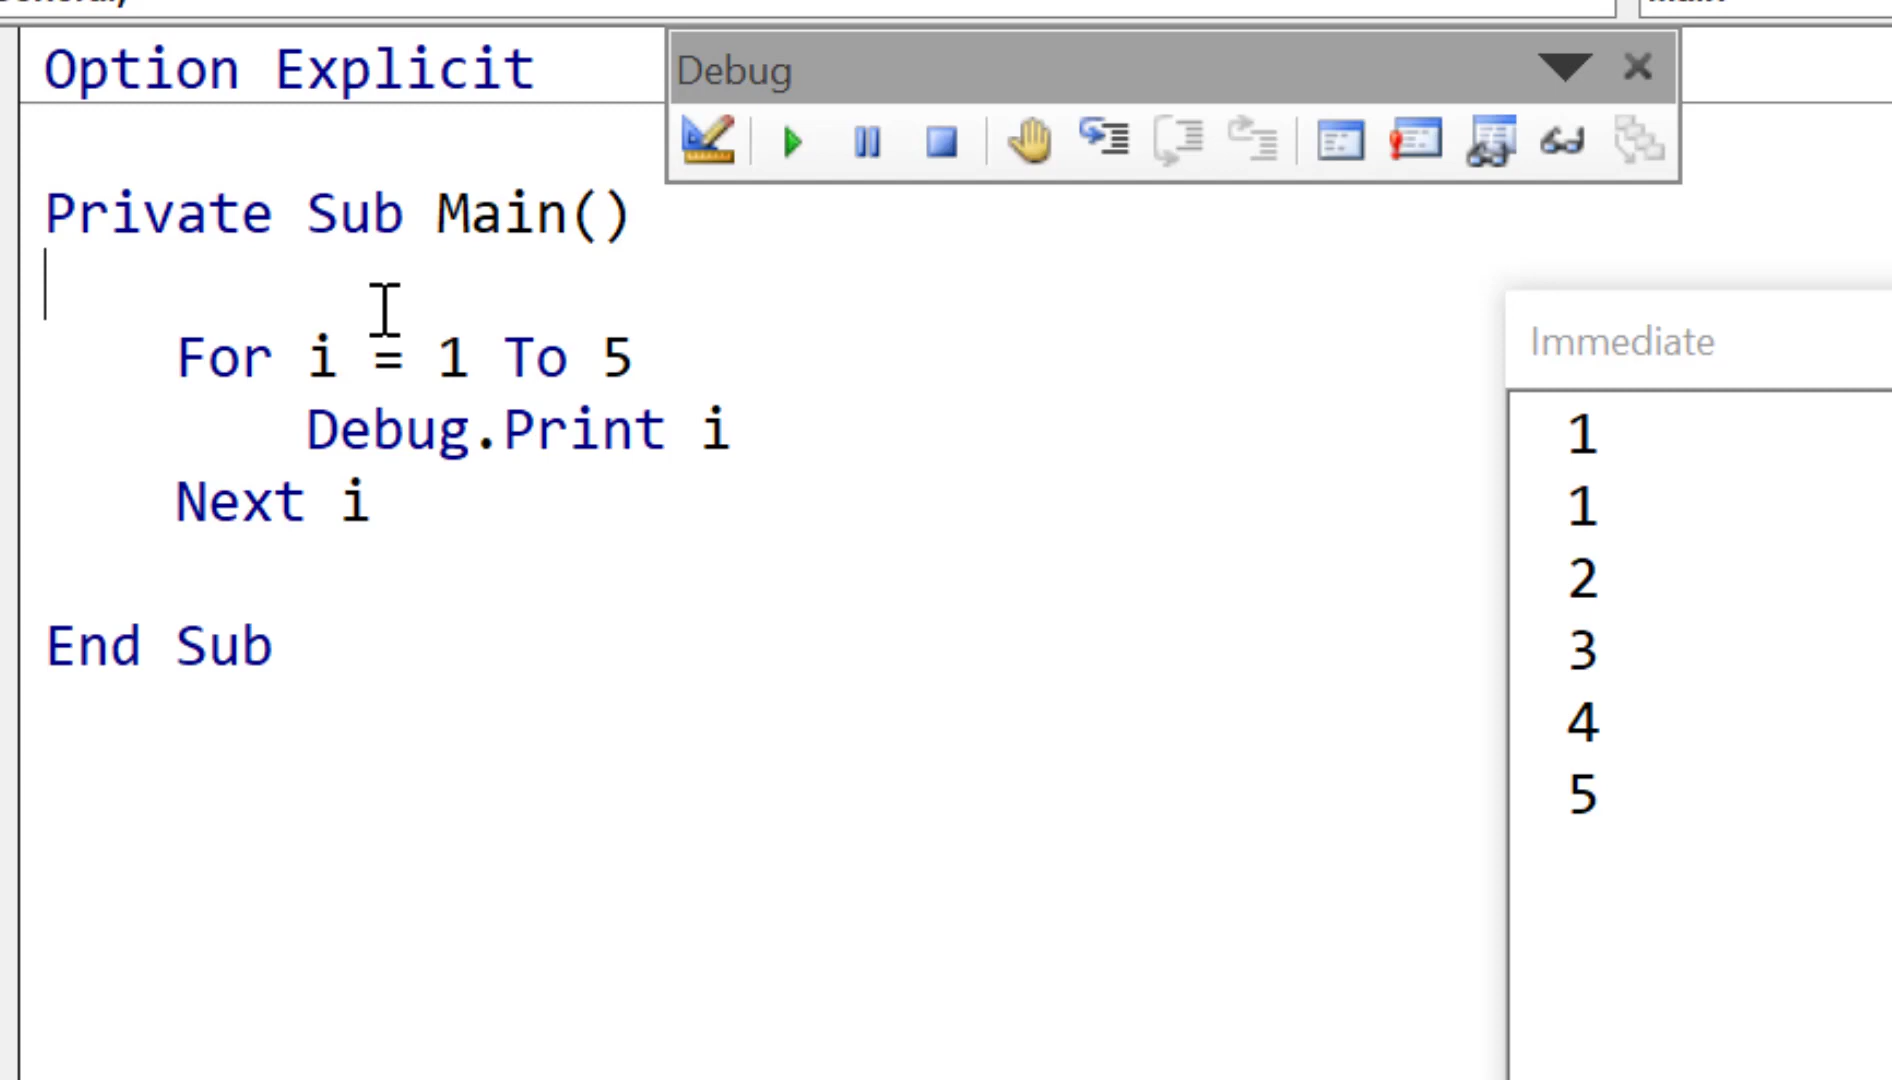 Option Explicit
Debug
Private Sub Main()
For i = 1 To 5
Debug.Print i
Next i
End Sub
Immediate
1
1
2
3
4
5